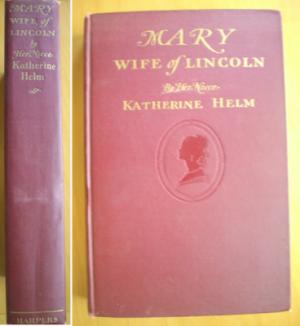 MARY
WIFE of
LINCOLN
by
Her Niece
Katherine
Helm
HARPERS
MARY
WIFE of LINCOLN
By Her Niece
KATHERINE HELM